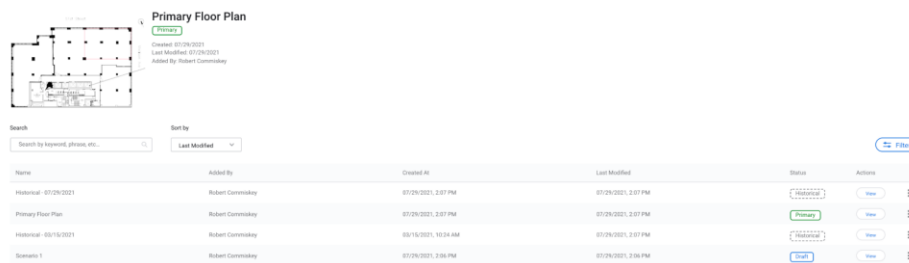 Primary Floor Plan
Primary
Created: 07/29/2021
Last Modified: 07/29/2021
Added By: Robert Commiskey
Search
Sort by
Search by keyword, phrase, etc...
Last Modified
Filter
Name Added By Created At Last Modified Status Actions
Historical - 07/29/2021 Robert Commiskey 07/29/2021, 2:07 PM 07/29/2021, 2:07 PM Historical View
Primary Floor Plan Robert Commiskey 07/29/2021, 2:07 PM 07/29/2021, 2:07 PM Primary View
Historical - 03/15/2021 Robert Commiskey 03/15/2021, 10:24 AM 07/29/2021, 2:07 PM Historical View
Scenario 1 Robert Commiskey 07/29/2021, 2:06 PM 07/29/2021, 2:06 PM Draft View